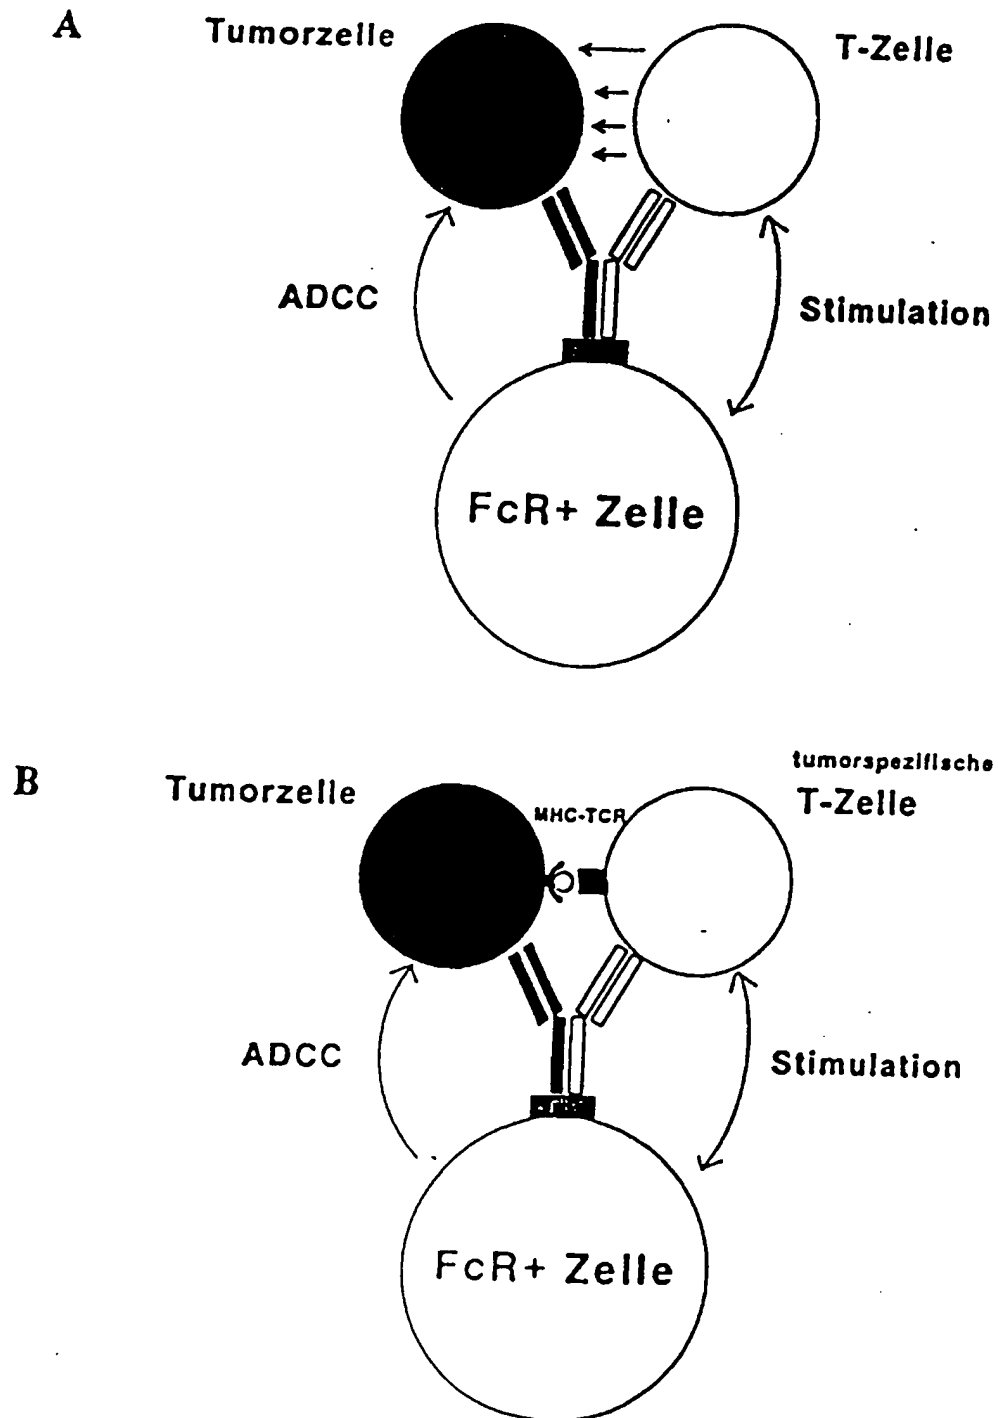 A
Tumorzelle
T-Zelle
ADCC
Stimulation
FcR+ Zelle
B
Tumorzelle
MHC-TCR
tumorspezifische
T-Zelle
ADCC
Stimulation
FcR+ Zelle